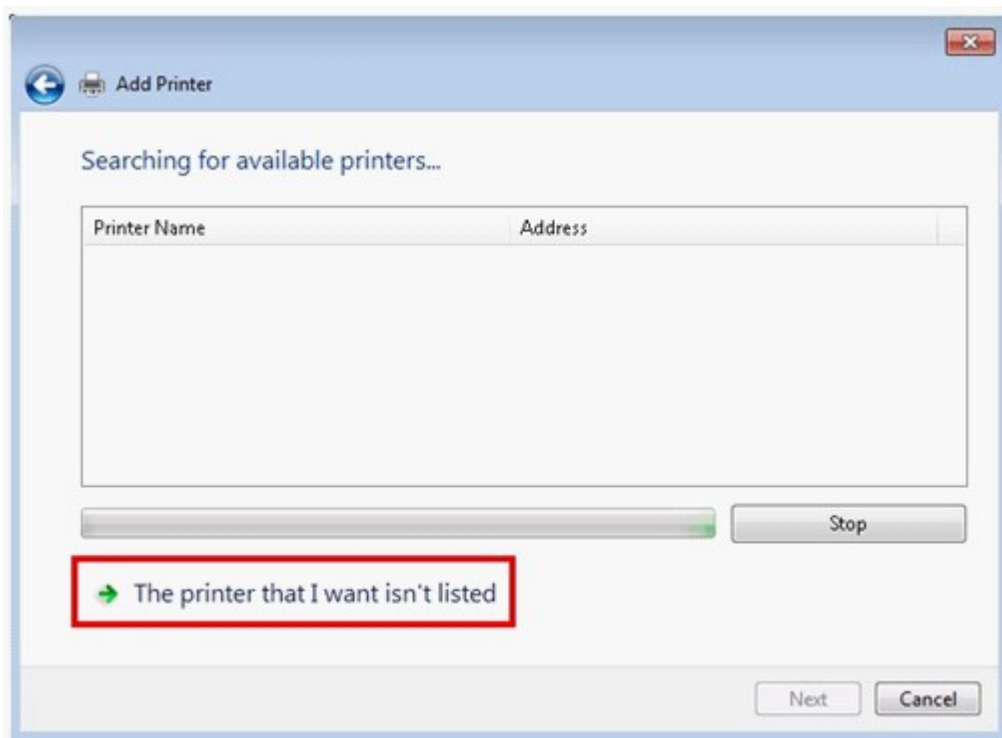 Add Printer
Searching for available printers...
Printer Name Address
Stop
The printer that I want isn't listed
Next Cancel